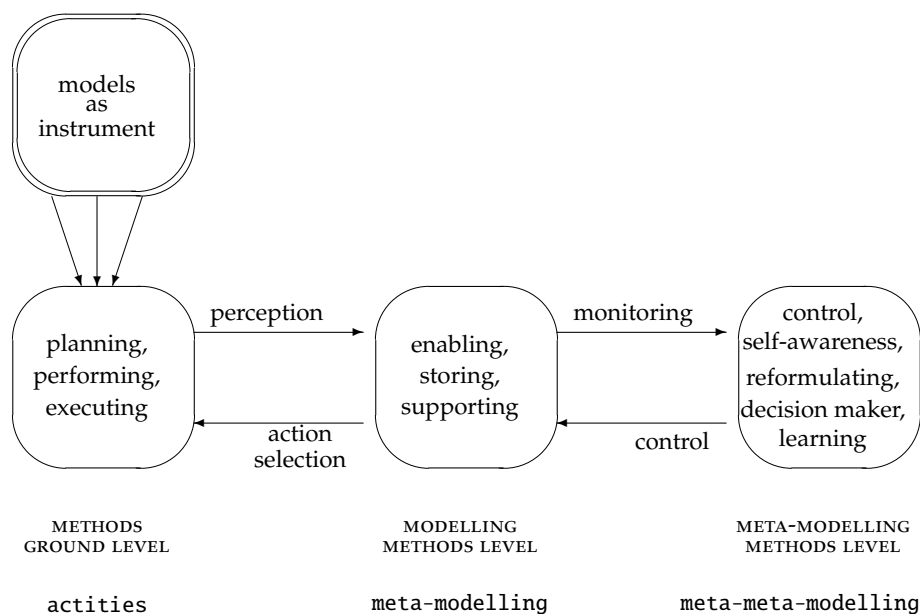 models
as
instrument
perception
monitoring
planning,
performing,
executing
enabling,
storing,
supporting
control,
self-awareness,
reformulating,
decision maker,
learning
action
selection
control
METHODS
GROUND LEVEL
MODELLING
METHODS LEVEL
META-MODELLING
METHODS LEVEL
actities
meta-modelling
meta-meta-modelling